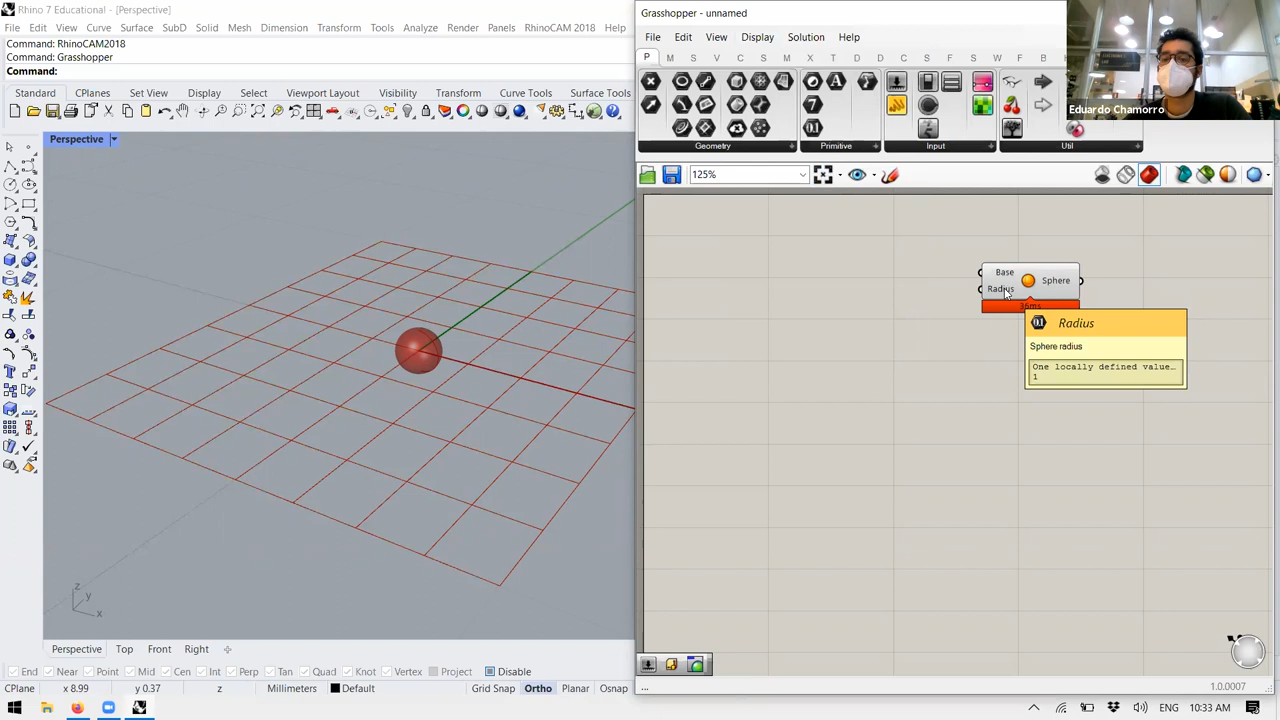 Rhino 7 Educational - [Perspective]
File Edit View Curve Surface SubD Solid Mesh Dimension Transform Tools Analyze Render Panels RhinoCAM 2018 Help
Command: RhinoCAM2018
Command: Grasshopper
Command:
Standard CPlanes Set View Display Select Viewport Layout Visibility Transform Curve Tools Surface Tools
Perspective
z
y
x
Perspective Top Front Right
End Near Point Mid Cen Int Perp Tan Quad Knot Vertex Project Disable
CPlane x 8.99 y 0.37 z Millimeters Default Grid Snap Ortho Planar Osnap
Grasshopper - unnamed
File Edit View Display Solution Help
P M S V C S M I T D C S F W F B
Geometry Primitive Input Util
125%
Base
Radius
Sphere
36ms
Radius
Sphere radius
One locally defined value…
1
Eduardo Chamorro
...
1.0.0007
ENG 10:33 AM